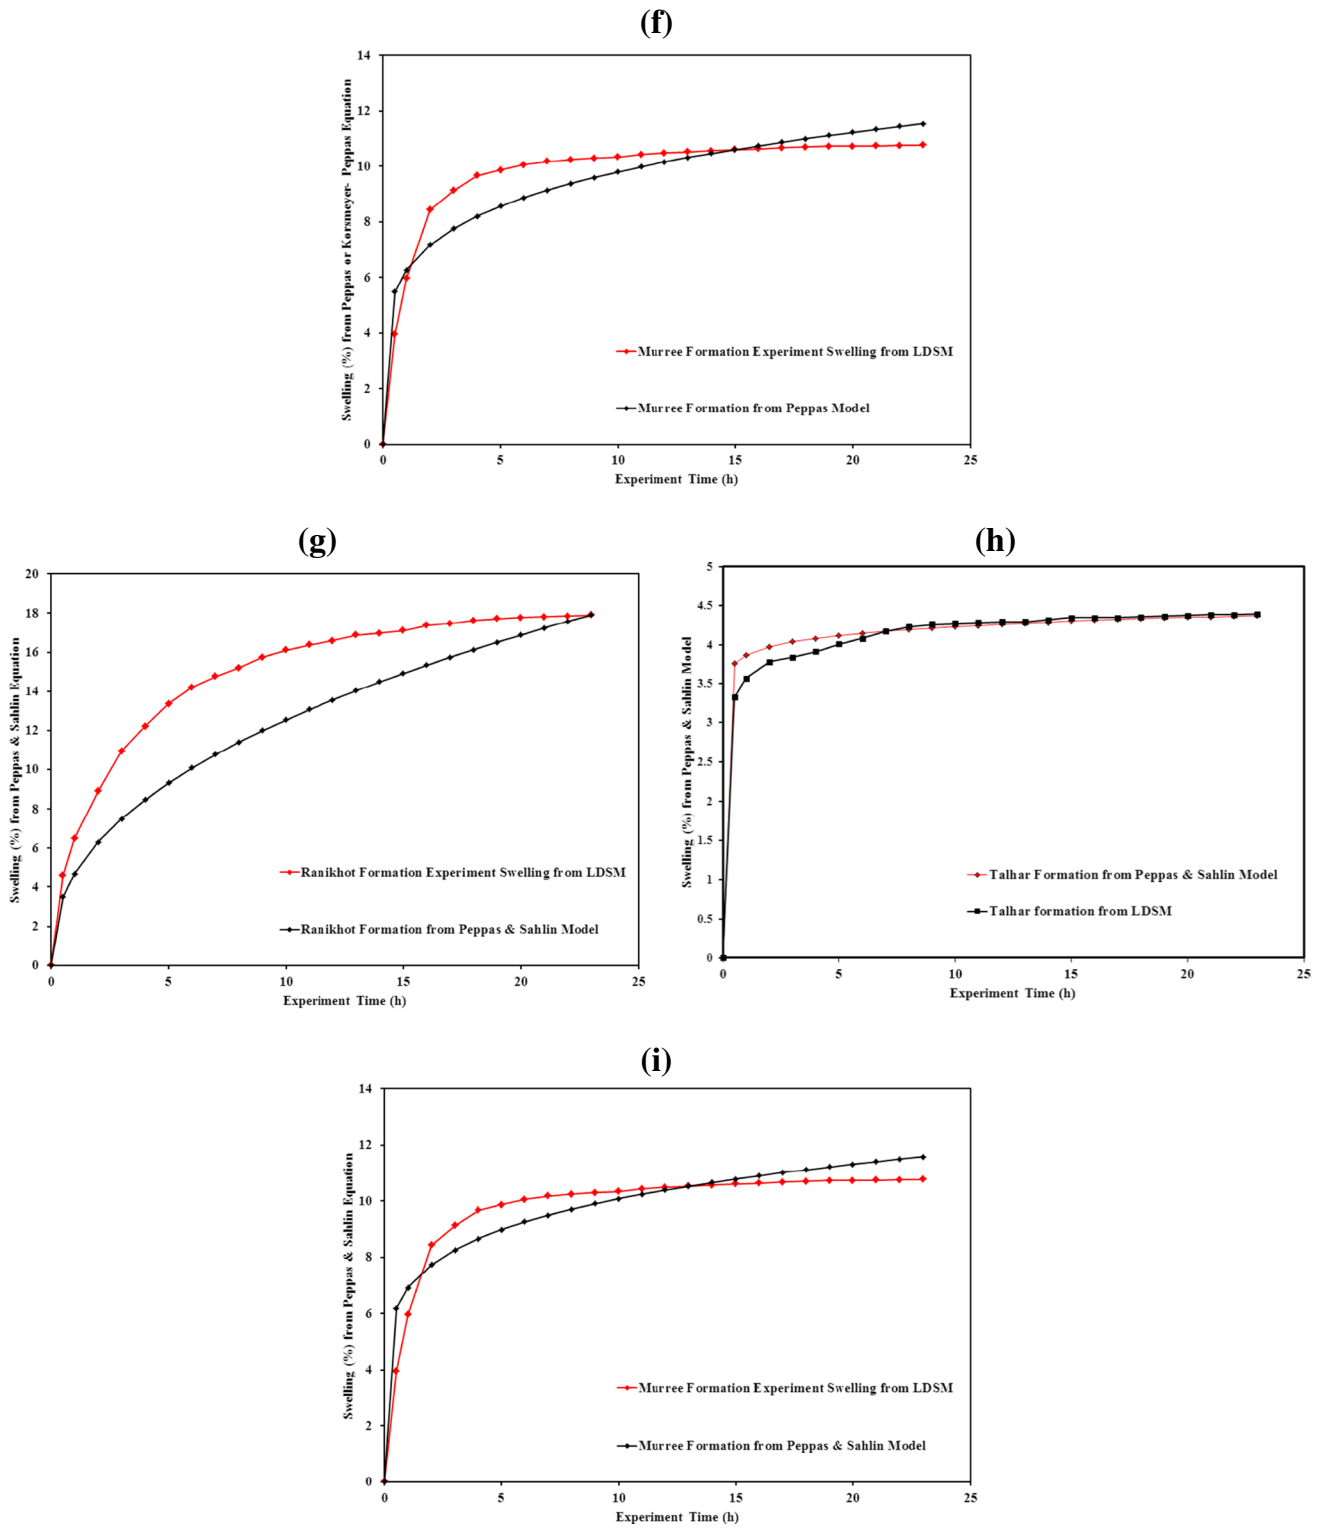 (f)
Swelling (%) from Peppas or Korsmeyer- Peppas Equation
14
12
10
8
6
4
2
0
Murree Formation Experiment Swelling from LDSM
Murree Formation from Peppas Model
0 5 10 15 20 25
Experiment Time (h)
(g)
Swelling (%) from Peppas & Sahlin Equation
20
18
16
14
12
10
8
6
4
2
0
Ranikhot Formation Experiment Swelling from LDSM
Ranikhot Formation from Peppas & Sahlin Model
0 5 10 15 20 25
Experiment Time (h)
(h)
Swelling (%) from Peppas & Sahlin Model
5
4.5
4
3.5
3
2.5
2
1.5
1
0.5
0
Talhar Formation from Peppas & Sahlin Model
Talhar formation from LDSM
0 5 10 15 20 25
Experiment Time (h)
(i)
Swelling (%) from Peppas & Sahlin Equation
14
12
10
8
6
4
2
0
Murree Formation Experiment Swelling from LDSM
Murree Formation from Peppas & Sahlin Model
0 5 10 15 20 25
Experiment Time (h)